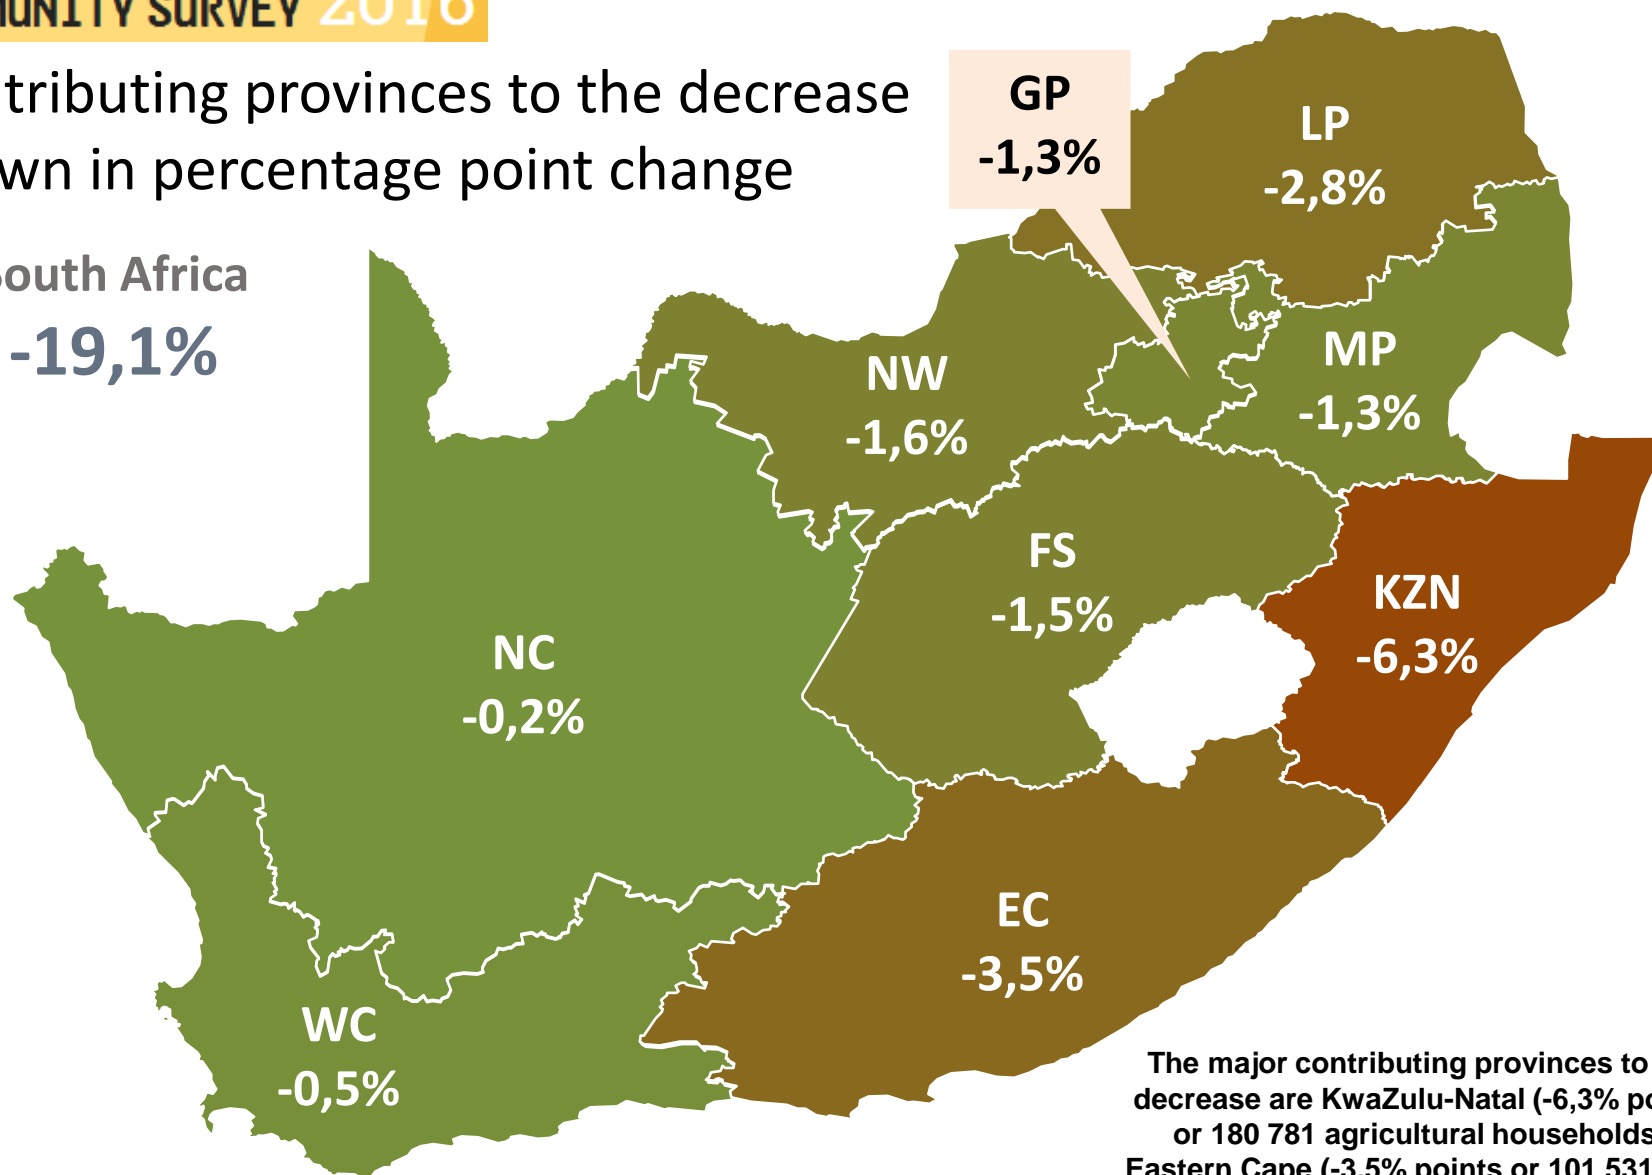 MUNITY SURVEY 2016
tributing provinces to the decrease
wn in percentage point change
South Africa
-19,1%
GP
-1,3%
LP
-2,8%
MP
-1,3%
NW
-1,6%
FS
-1,5%
KZN
-6,3%
NC
-0,2%
EC
-3,5%
WC
-0,5%
The major contributing provinces to
decrease are KwaZulu-Natal (-6,3% po
or 180 781 agricultural households
Eastern Cape (-3,5% points or 101 531